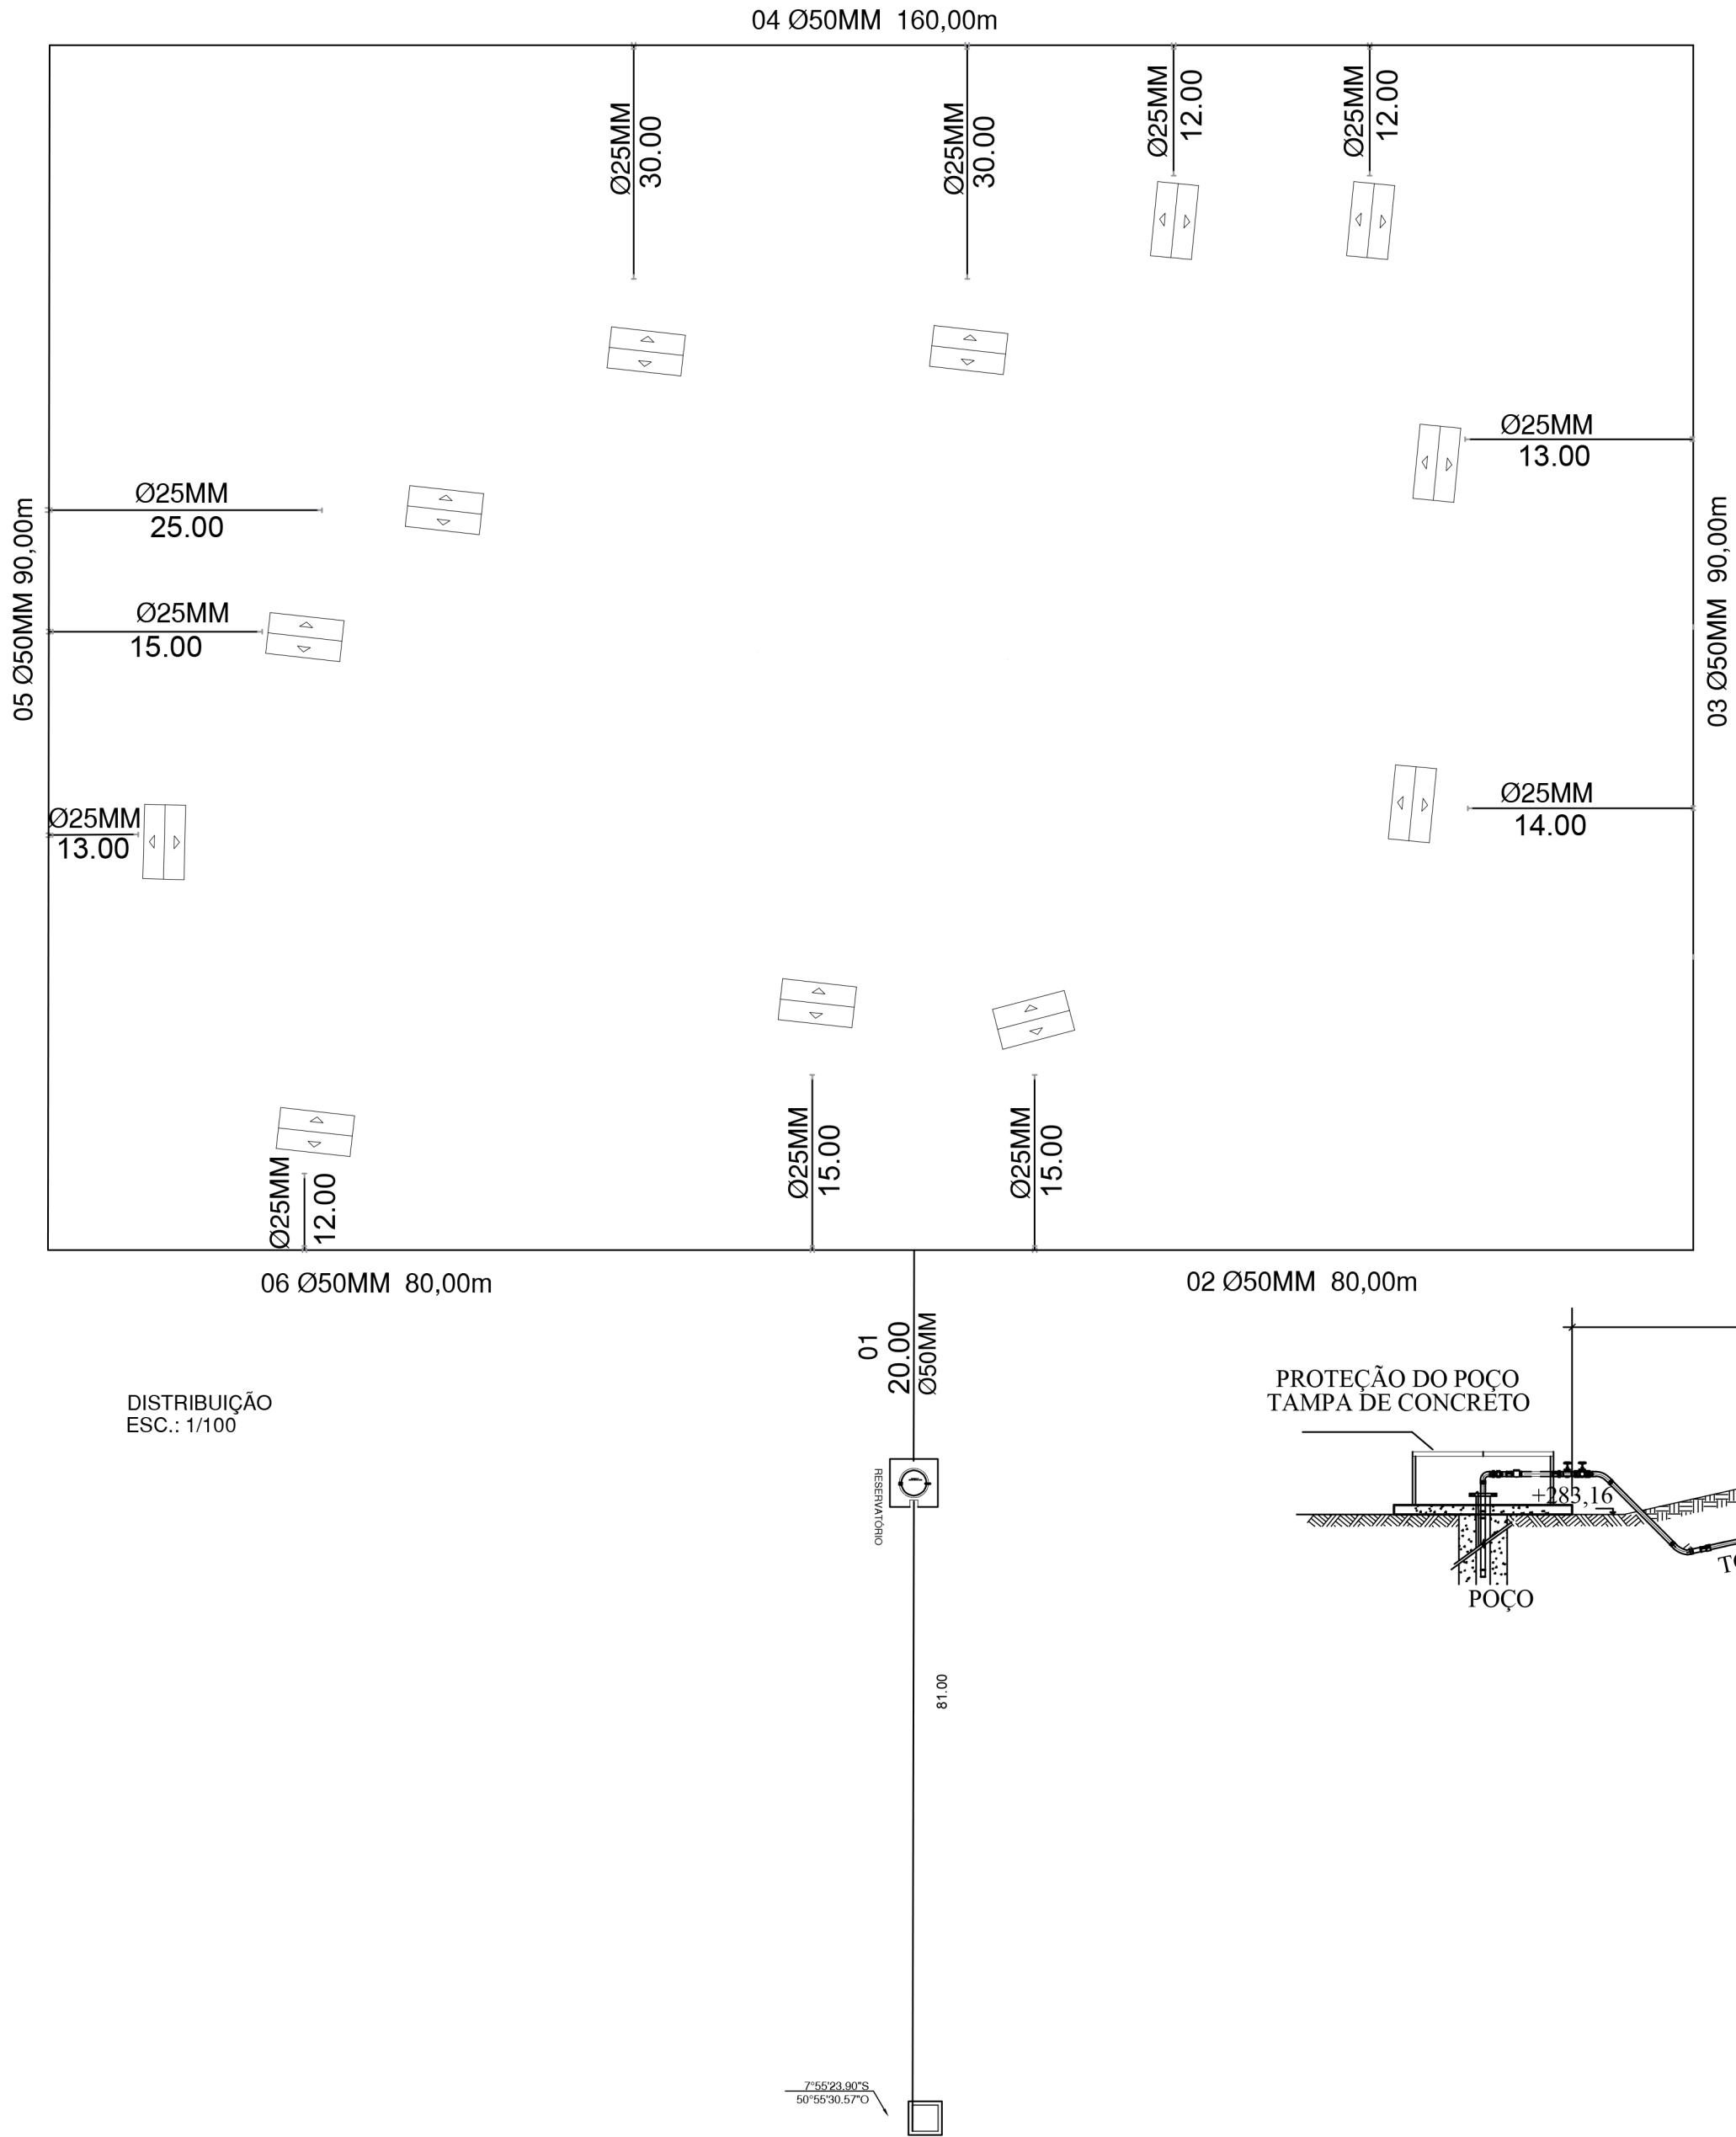 04 Ø50MM 160,00m
Ø25MM
30.00
Ø25MM
30.00
Ø25MM
12.00
Ø25MM
12.00
Ø25MM
13.00
Ø25MM
25.00
05 Ø50MM 90,00m
03 Ø50MM 90,00m
Ø25MM
15.00
Ø25MM
13.00
Ø25MM
14.00
Ø25MM
12.00
Ø25MM
15.00
Ø25MM
15.00
06 Ø50MM 80,00m
02 Ø50MM 80,00m
01
20.00
Ø50MM
DISTRIBUIÇÃO
ESC.: 1/100
PROTEÇÃO DO POÇO
TAMPA DE CONCRETO
RESERVATÓRIO
+283,16
POÇO
81.00
7°55'23.90"S
50°55'30.57"O